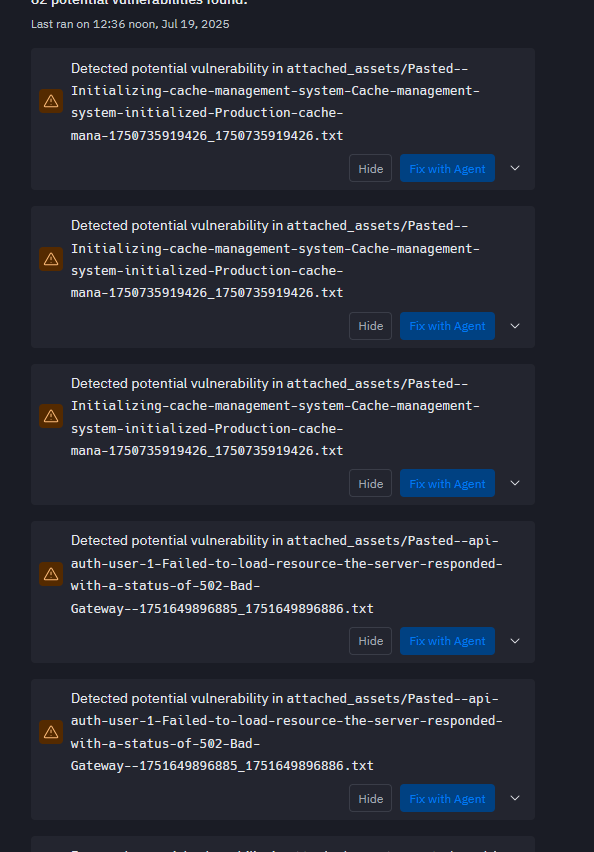 potential vulnerabilities found.
Last ran on 12:36 noon, Jul 19, 2025
Detected potential vulnerability in attached_assets/Pasted--
Initializing-cache-management-system-Cache-management-
system-initialized-Production-cache-
mana-1750735919426_1750735919426.txt
Hide
Fix with Agent
Detected potential vulnerability in attached_assets/Pasted--
Initializing-cache-management-system-Cache-management-
system-initialized-Production-cache-
mana-1750735919426_1750735919426.txt
Hide
Fix with Agent
Detected potential vulnerability in attached_assets/Pasted--
Initializing-cache-management-system-Cache-management-
system-initialized-Production-cache-
mana-1750735919426_1750735919426.txt
Hide
Fix with Agent
Detected potential vulnerability in attached_assets/Pasted--api-
auth-user-1-Failed-to-load-resource-the-server-responded-
with-a-status-of-502-Bad-
Gateway--1751649896885_1751649896886.txt
Hide
Fix with Agent
Detected potential vulnerability in attached_assets/Pasted--api-
auth-user-1-Failed-to-load-resource-the-server-responded-
with-a-status-of-502-Bad-
Gateway--1751649896885_1751649896886.txt
Hide
Fix with Agent